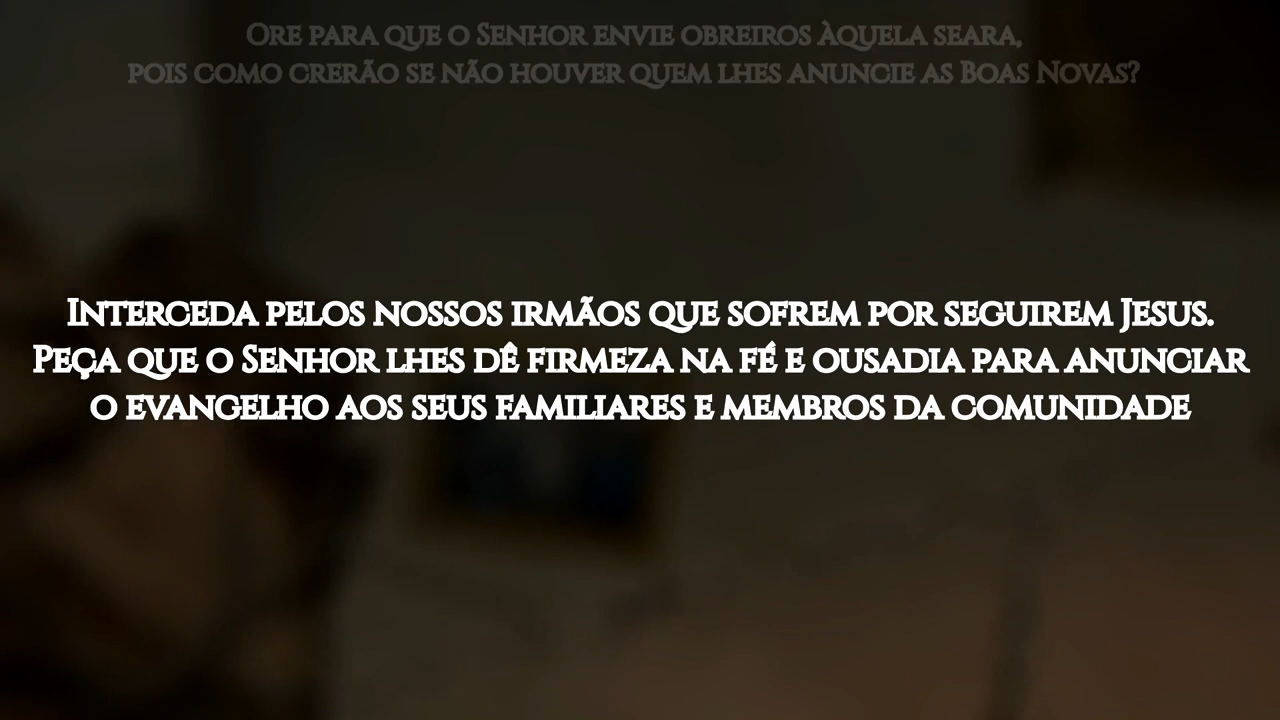 Ore para que o Senhor envie obreiros àquela seara,
pois como crerão se não houver quem lhes anuncie as Boas Novas?
Interceda pelos nossos irmãos que sofrem por seguirem Jesus.
Peça que o Senhor lhes dê firmeza na fé e ousadia para anunciar
o evangelho aos seus familiares e membros da comunidade